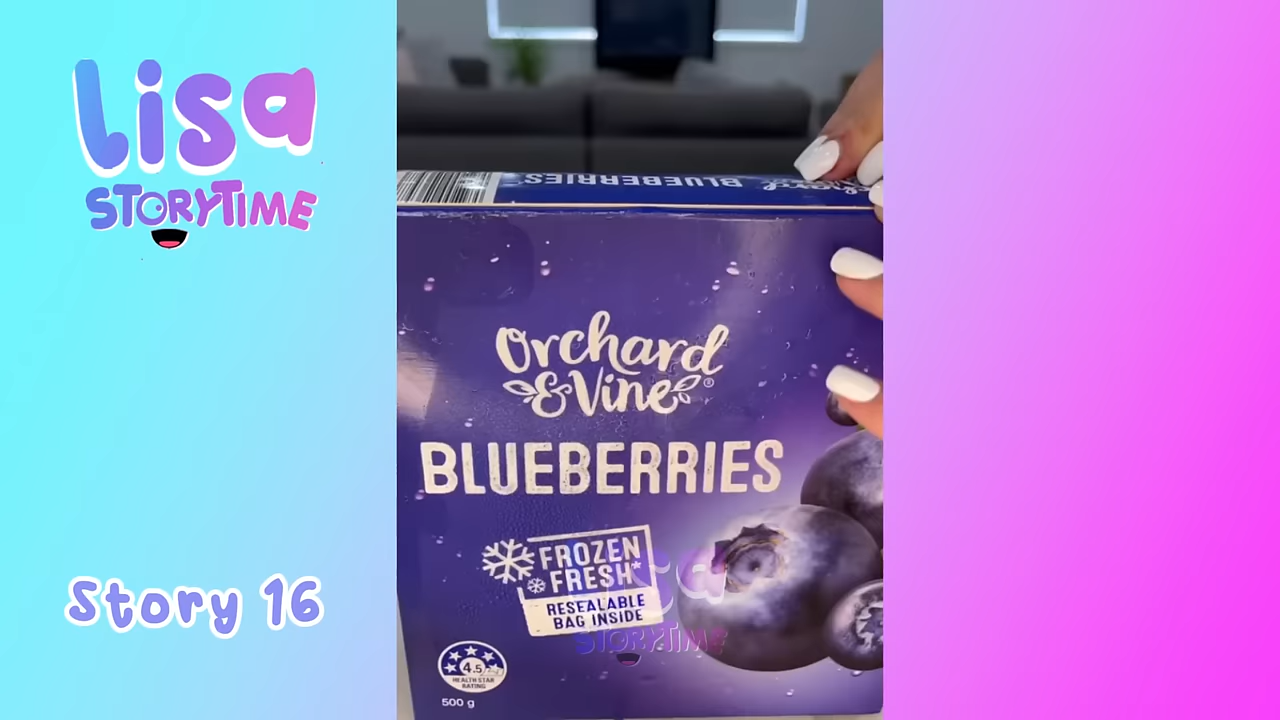 Lisa
STORYTIME
Story 16
BLUEBERRIES
Orchard
& Vine®
BLUEBERRIES
FROZEN
FRESH*
RESEALABLE
BAG INSIDE
STORYTIME
4.5
HEALTH STAR
RATING
500 g